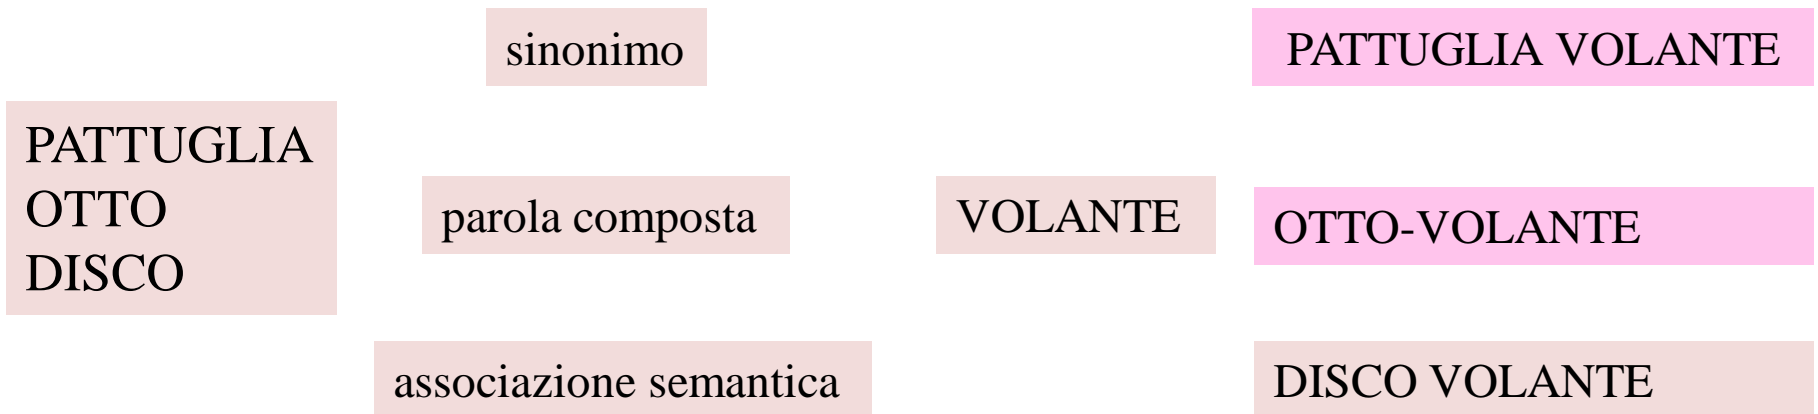 PATTUGLIA
OTTO
DISCO
sinonimo
parola composta
associazione semantica
VOLANTE
PATTUGLIA VOLANTE
OTTO-VOLANTE
DISCO VOLANTE